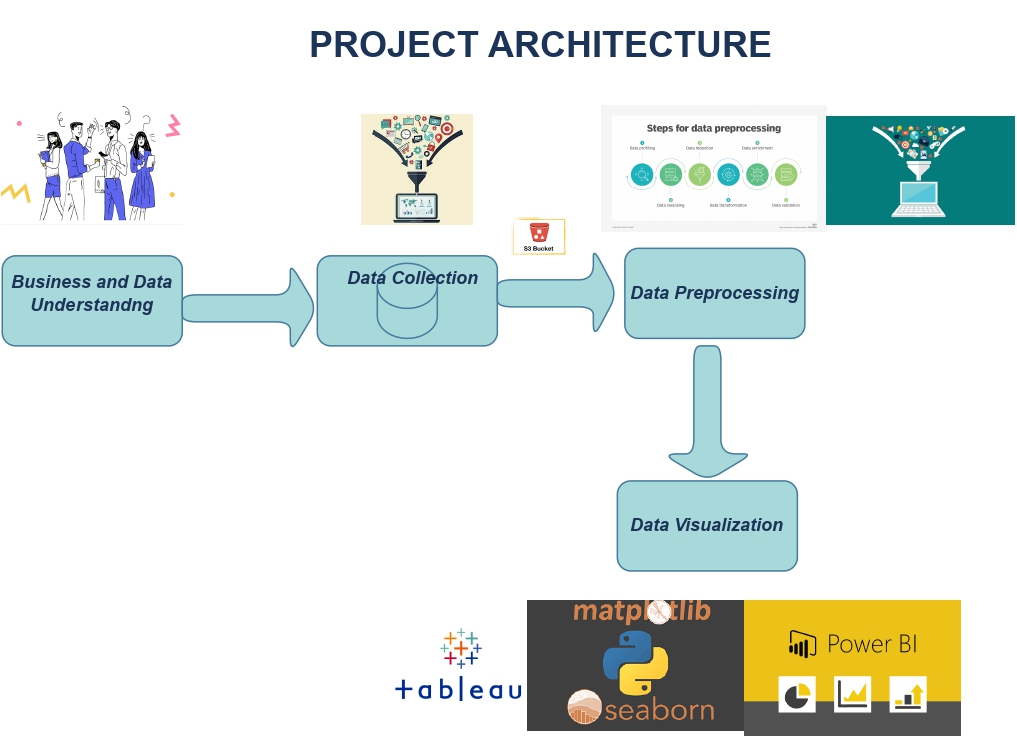 PROJECT ARCHITECTURE
Steps for data preprocessing
Data profiling
Data reduction
Data enrichment
Data cleansing
Data transformation
Data validation
S3 Bucket
Business and Data
Understandng
Data Collection
Data Preprocessing
Data Visualization
matplotlib
tableau
seaborn
Power BI